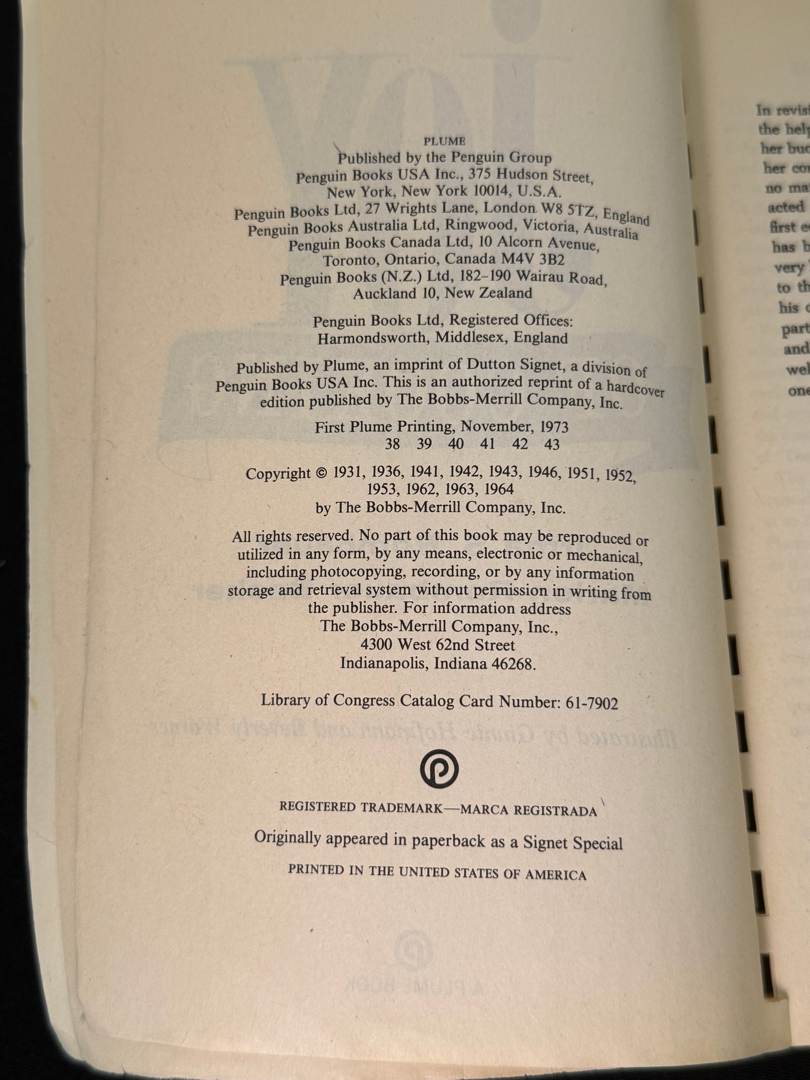 PLUME
Published by the Penguin Group
Penguin Books USA Inc., 375 Hudson Street,
New York, New York 10014, U.S.A.
Penguin Books Ltd, 27 Wrights Lane, London W8 5TZ, England
Penguin Books Australia Ltd, Ringwood, Victoria, Australia
Penguin Books Canada Ltd, 10 Alcorn Avenue,
Toronto, Ontario, Canada M4V 3B2
Penguin Books (N.Z.) Ltd, 182–190 Wairau Road,
Auckland 10, New Zealand
Penguin Books Ltd, Registered Offices:
Harmondsworth, Middlesex, England
Published by Plume, an imprint of Dutton Signet, a division of
Penguin Books USA Inc. This is an authorized reprint of a hardcover
edition published by The Bobbs-Merrill Company, Inc.
First Plume Printing, November, 1973
38 39 40 41 42 43
Copyright © 1931, 1936, 1941, 1942, 1943, 1946, 1951, 1952,
1953, 1962, 1963, 1964
by The Bobbs-Merrill Company, Inc.
All rights reserved. No part of this book may be reproduced or
utilized in any form, by any means, electronic or mechanical,
including photocopying, recording, or by any information
storage and retrieval system without permission in writing from
the publisher. For information address
The Bobbs-Merrill Company, Inc.,
4300 West 62nd Street
Indianapolis, Indiana 46268.
Library of Congress Catalog Card Number: 61-7902
REGISTERED TRADEMARK—MARCA REGISTRADA
Originally appeared in paperback as a Signet Special
PRINTED IN THE UNITED STATES OF AMERICA
In revisi
the help
her buc
her co
no ma
acted
first e
has b
very
to th
his c
part
and
wel
one